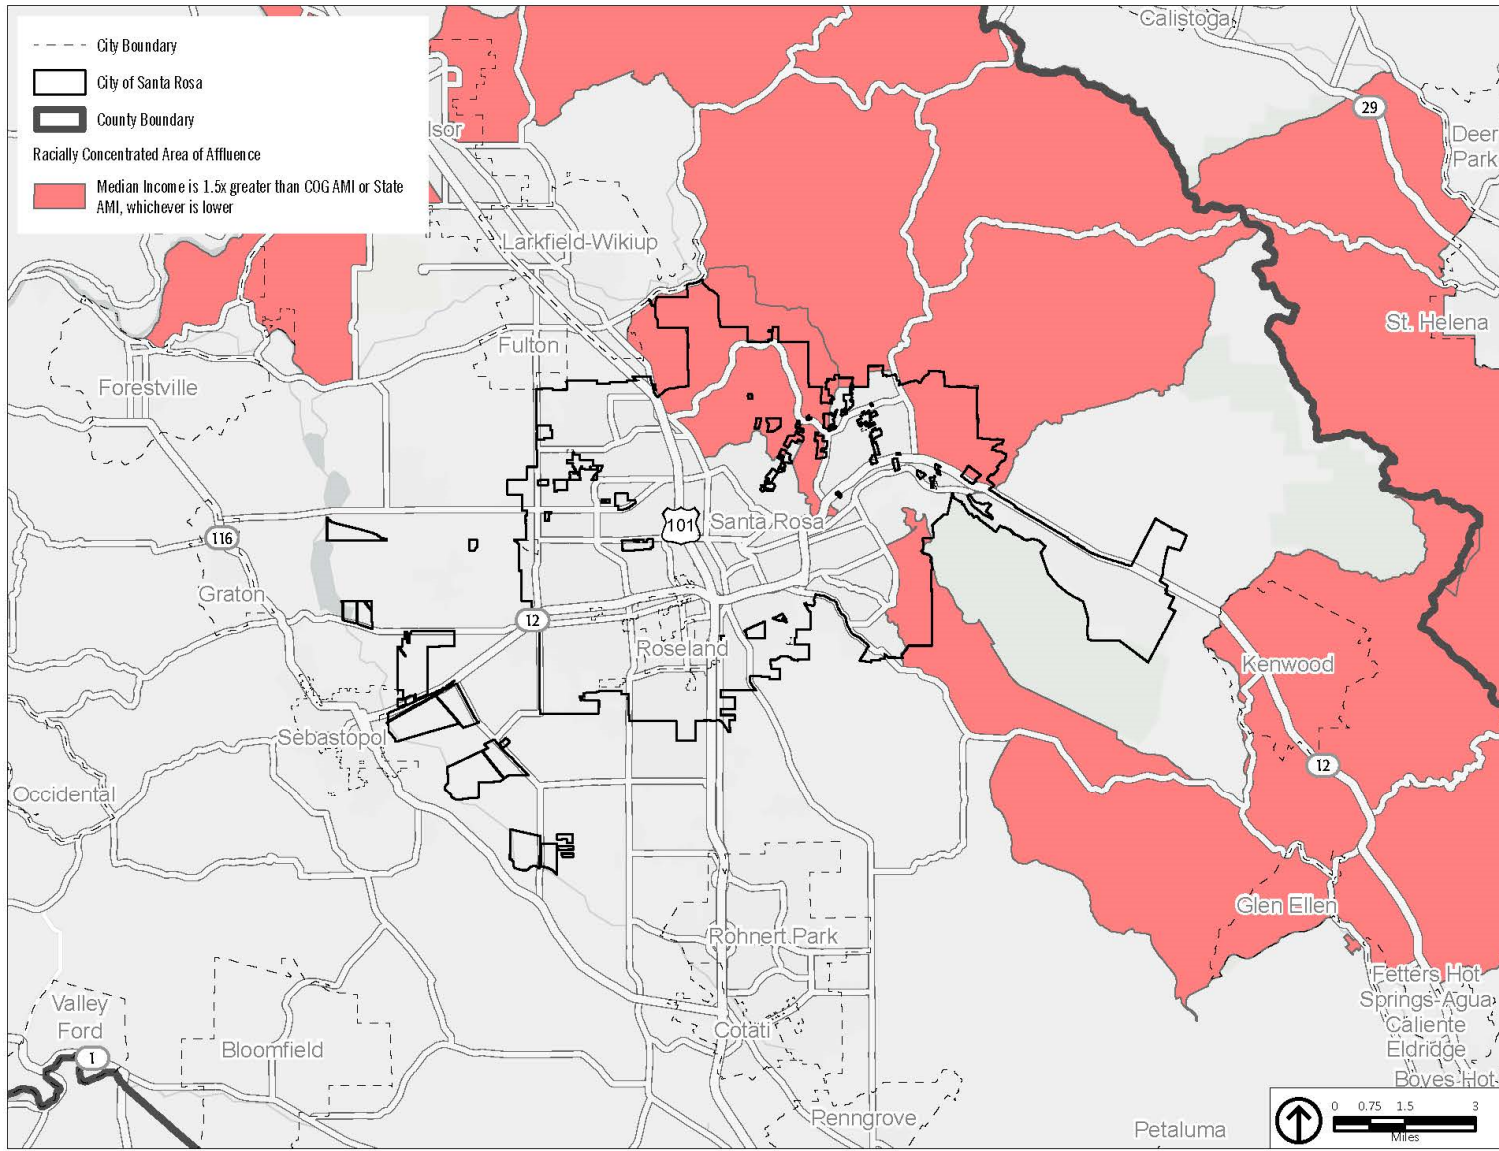 City Boundary
City of Santa Rosa
County Boundary
Racially Concentrated Area of Affluence
Median Income is 1.5x greater than COG AMI or State
AMI, whichever is lower
Calistoga
29
Deer
Park
lsor
Larkfield-Wikiup
St. Helena
Fulton
Forestville
101
Santa Rosa
116
Graton
12
Roseland
Kenwood
Sebastopol
12
Occidental
Glen Ellen
Rohnert Park
Fetters Hot
Springs-Agua
Caliente
Eldridge
Boyes Hot
Valley
Ford
Cotati
Bloomfield
1
Penngrove
Petaluma
0 0.75 1.5 3
Miles